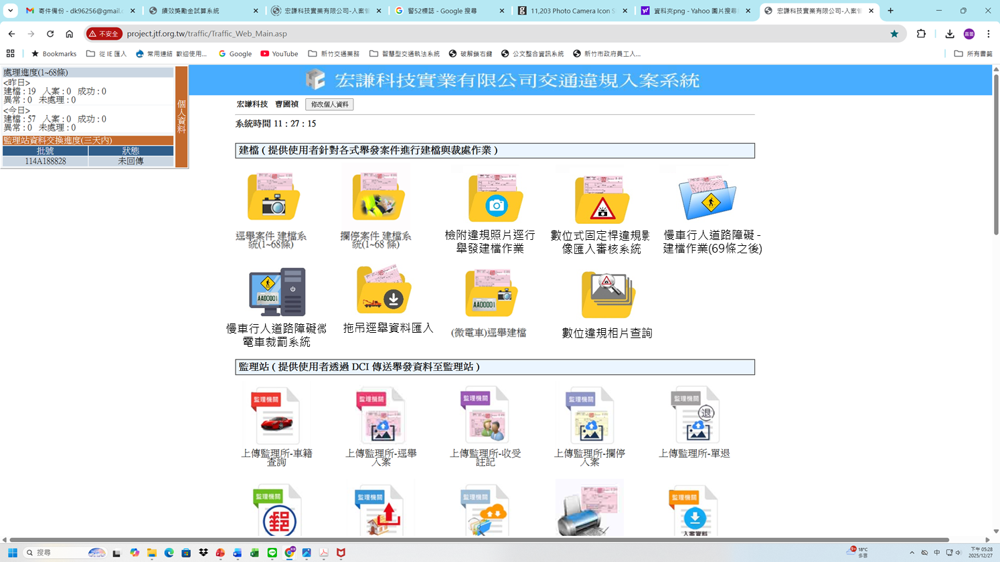 寄件備份 - dk96256@gmail.
績效獎勵金試算系統
宏謙科技實業有限公司-入案
警52標誌 - Google 搜尋
11,203 Photo Camera Icon S
資料夾png - Yahoo 圖片搜尋
宏謙科技實業有限公司-入案
不安全
project.jtf.org.tw/traffic/Traffic_Web_Main.asp
嘉蕾
Bookmarks
從 IE 匯入
常用連結 歡迎使用...
Google
YouTube
新竹交通業務
智慧型交通執法系統
破解鎖右鍵
公文整合資訊系統
新竹市政府員工入...
所有書籤
處理進度(1~68條)
<昨日>
建檔 : 19 入案 : 0 成功 : 0
異常 : 0 未處理 : 0
<今日>
建檔 : 57 入案 : 0 成功 : 0
異常 : 0 未處理 : 0
監理站資料交換進度(三天內)
批號 狀態
114A188828 未回傳
個人資料
宏謙科技實業有限公司交通違規入案系統
宏謙科技 曹圃禎 修改個人資料
系統時間 11 : 27 : 15
建檔 ( 提供使用者針對各式舉發案件進行建檔與裁處作業 )
逕舉案件 建檔系
統(1~68條)
攔停案件 建檔系
統(1~68 條)
檢附違規照片逕行
舉發建檔作業
數位式固定桿違規影
像匯入審核系統
慢車行人道路障礙 -
建檔作業(69條之後)
AA00001
慢車行人道路障礙微
電車裁罰系統
拖吊逕舉資料匯入
AA00001
(微電車)逕舉建檔
數位違規相片查詢
監理站 ( 提供使用者透過 DCI 傳送舉發資料至監理站 )
監理機關
上傳監理所-車籍
查詢
監理機關
上傳監理所-逕舉
入案
監理機關
上傳監理所-收受
註記
監理機關
上傳監理所-攔停
入案
監理機關
退
上傳監理所-單退
監理機關
郵
監理機關
監理機關
監理機關
入案資料
搜尋
18°C
多雲
中
下午 05:28
2025/12/27